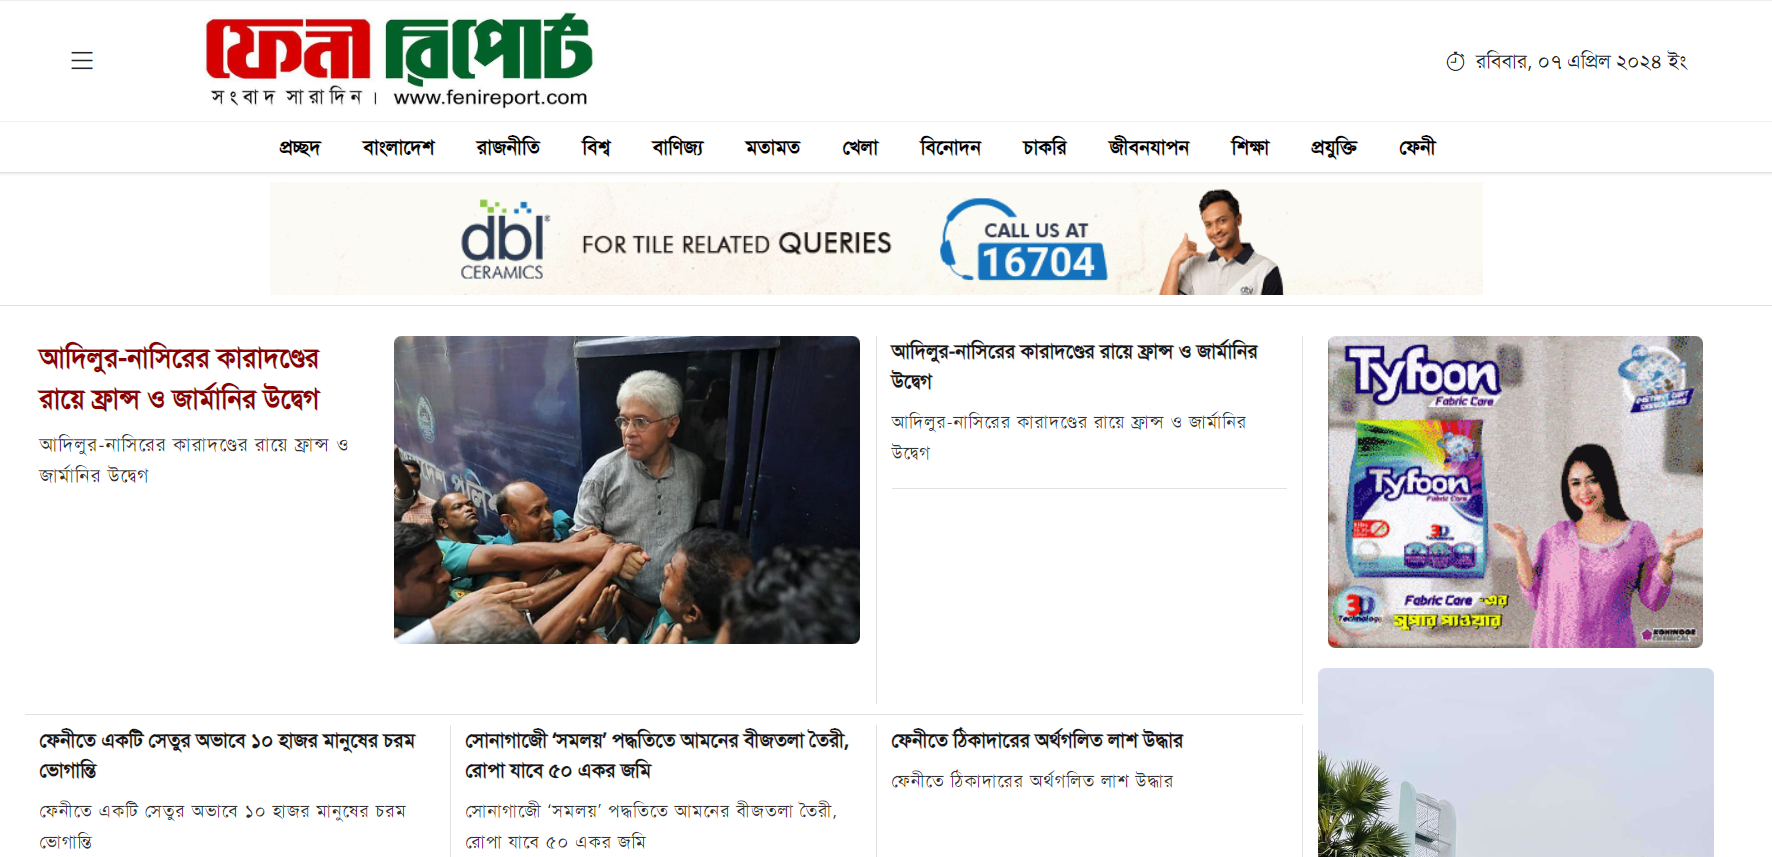 ফেনী রিপোর্ট
সংবাদ সারাদিন। www.fenireport.com
রবিবার, ০৭ এপ্রিল ২০২৪ ইং
প্রচ্ছদ বাংলাদেশ রাজনীতি বিশ্ব বাণিজ্য মতামত খেলা বিনোদন চাকরি জীবনযাপন শিক্ষা প্রযুক্তি ফেনী
dbl
CERAMICS
FOR TILE RELATED QUERIES
CALL US AT
16704
আদিলুর-নাসিরের কারাদণ্ডের
রায়ে ফ্রান্স ও জার্মানির উদ্বেগ
আদিলুর-নাসিরের কারাদণ্ডের রায়ে ফ্রান্স ও
জার্মানির উদ্বেগ
আদিলুর-নাসিরের কারাদণ্ডের রায়ে ফ্রান্স ও জার্মানির
উদ্বেগ
আদিলুর-নাসিরের কারাদণ্ডের রায়ে ফ্রান্স ও জার্মানির
উদ্বেগ
Tyfoon
Fabric Care
Tyfoon
Fabric Care
3D
3D
Technology
Fabric Care -এর
সুপার পাওয়ার
KOHINOOR
CHEMICAL
ফেনীতে একটি সেতুর অভাবে ১০ হাজর মানুষের চরম
ভোগান্তি
ফেনীতে একটি সেতুর অভাবে ১০ হাজর মানুষের চরম
ভোগান্তি
সোনাগাজীে ‘সমলয়’ পদ্ধতিতে আমনের বীজতলা তৈরী,
রোপা যাবে ৫০ একর জমি
সোনাগাজীে ‘সমলয়’ পদ্ধতিতে আমনের বীজতলা তৈরী,
রোপা যাবে ৫০ একর জমি
ফেনীতে ঠিকাদারের অর্থগলিত লাশ উদ্ধার
ফেনীতে ঠিকাদারের অর্থগলিত লাশ উদ্ধার